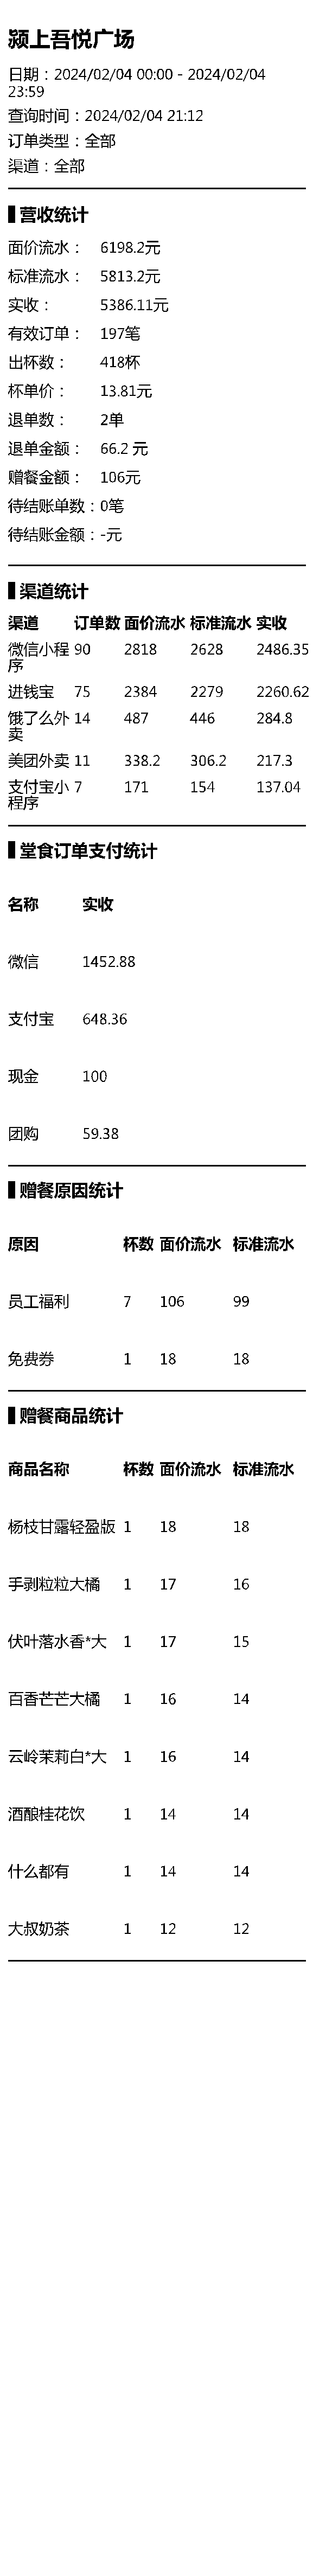 颍上吾悦广场
日期：2024/02/04 00:00 - 2024/02/04
23:59
查询时间：2024/02/04 21:12
订单类型：全部
渠道：全部
营收统计
面价流水： 6198.2元
标准流水： 5813.2元
实收： 5386.11元
有效订单： 197笔
出杯数： 418杯
杯单价： 13.81元
退单数： 2单
退单金额： 66.2 元
赠餐金额： 106元
待结账单数：0笔
待结账金额：-元
渠道统计
渠道 订单数 面价流水 标准流水 实收
微信小程 90 2818 2628 2486.35
序
进钱宝 75 2384 2279 2260.62
饿了么外 14 487 446 284.8
卖
美团外卖 11 338.2 306.2 217.3
支付宝小 7 171 154 137.04
程序
堂食订单支付统计
名称 实收
微信 1452.88
支付宝 648.36
现金 100
团购 59.38
赠餐原因统计
原因 杯数 面价流水 标准流水
员工福利 7 106 99
免费券 1 18 18
赠餐商品统计
商品名称 杯数 面价流水 标准流水
杨枝甘露轻盈版 1 18 18
手剥粒粒大橘 1 17 16
伏叶落水香*大 1 17 15
百香芒芒大橘 1 16 14
云岭茉莉白*大 1 16 14
酒酿桂花饮 1 14 14
什么都有 1 14 14
大叔奶茶 1 12 12